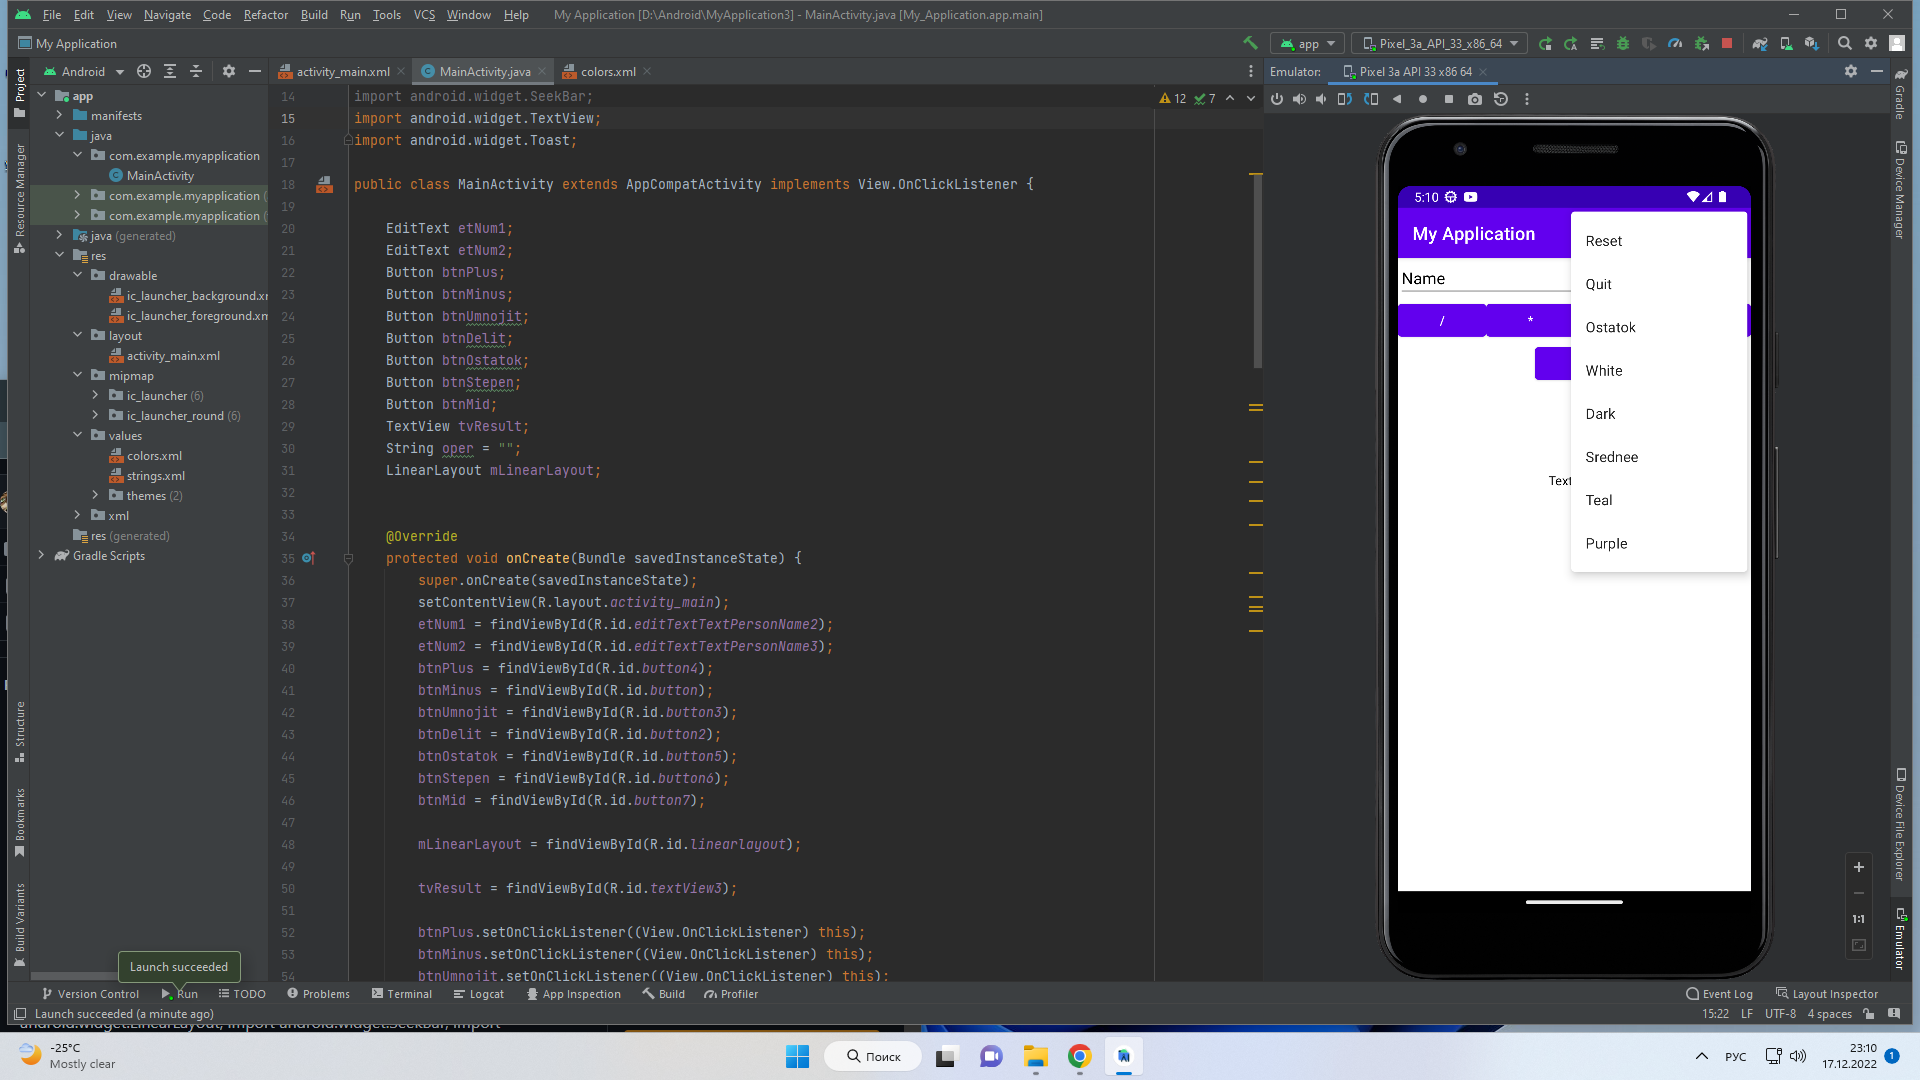 File Edit View Navigate Code Refactor Build Run Tools VCS Window Help My Application [D:\Android\MyApplication3] - MainActivity.java [My_Application.app.main]
My Application app Pixel_3a_API_33_x86_64
Android activity_main.xml MainActivity.java colors.xml Emulator: Pixel 3a API 33 x86 64
Project
Resource Manager
Structure
Bookmarks
Build Variants
app
manifests
java
com.example.myapplication
MainActivity
com.example.myapplication (
com.example.myapplication (
java (generated)
res
drawable
ic_launcher_background.xr
ic_launcher_foreground.xm
layout
activity_main.xml
mipmap
ic_launcher (6)
ic_launcher_round (6)
values
colors.xml
strings.xml
themes (2)
xml
res (generated)
Gradle Scripts
12 7
14 import android.widget.SeekBar;
15 import android.widget.TextView;
16 import android.widget.Toast;
17
18 public class MainActivity extends AppCompatActivity implements View.OnClickListener {
19
20 EditText etNum1;
21 EditText etNum2;
22 Button btnPlus;
23 Button btnMinus;
24 Button btnUmnojit;
25 Button btnDelit;
26 Button btnOstatok;
27 Button btnStepen;
28 Button btnMid;
29 TextView tvResult;
30 String oper = "";
31 LinearLayout mLinearLayout;
32
33
34 @Override
35 protected void onCreate(Bundle savedInstanceState) {
36 super.onCreate(savedInstanceState);
37 setContentView(R.layout.activity_main);
38 etNum1 = findViewById(R.id.editTextTextPersonName2);
39 etNum2 = findViewById(R.id.editTextTextPersonName3);
40 btnPlus = findViewById(R.id.button4);
41 btnMinus = findViewById(R.id.button);
42 btnUmnojit = findViewById(R.id.button3);
43 btnDelit = findViewById(R.id.button2);
44 btnOstatok = findViewById(R.id.button5);
45 btnStepen = findViewById(R.id.button6);
46 btnMid = findViewById(R.id.button7);
47
48 mLinearLayout = findViewById(R.id.linearlayout);
49
50 tvResult = findViewById(R.id.textView3);
51
52 btnPlus.setOnClickListener((View.OnClickListener) this);
53 btnMinus.setOnClickListener((View.OnClickListener) this);
54 btnUmnojit.setOnClickListener((View.OnClickListener) this);
5:10
My Application
Name
/ *
Text
Reset
Quit
Ostatok
White
Dark
Srednee
Teal
Purple
1:1
Gradle
Device Manager
Device File Explorer
Emulator
Launch succeeded
Version Control Run TODO Problems Terminal Logcat App Inspection Build Profiler Event Log Layout Inspector
Launch succeeded (a minute ago) 15:22 LF UTF-8 4 spaces
android.widget.LinearLayout; import android.widget.SeekBar; import
-25°C
Mostly clear
Поиск
РУС
23:10
17.12.2022
1